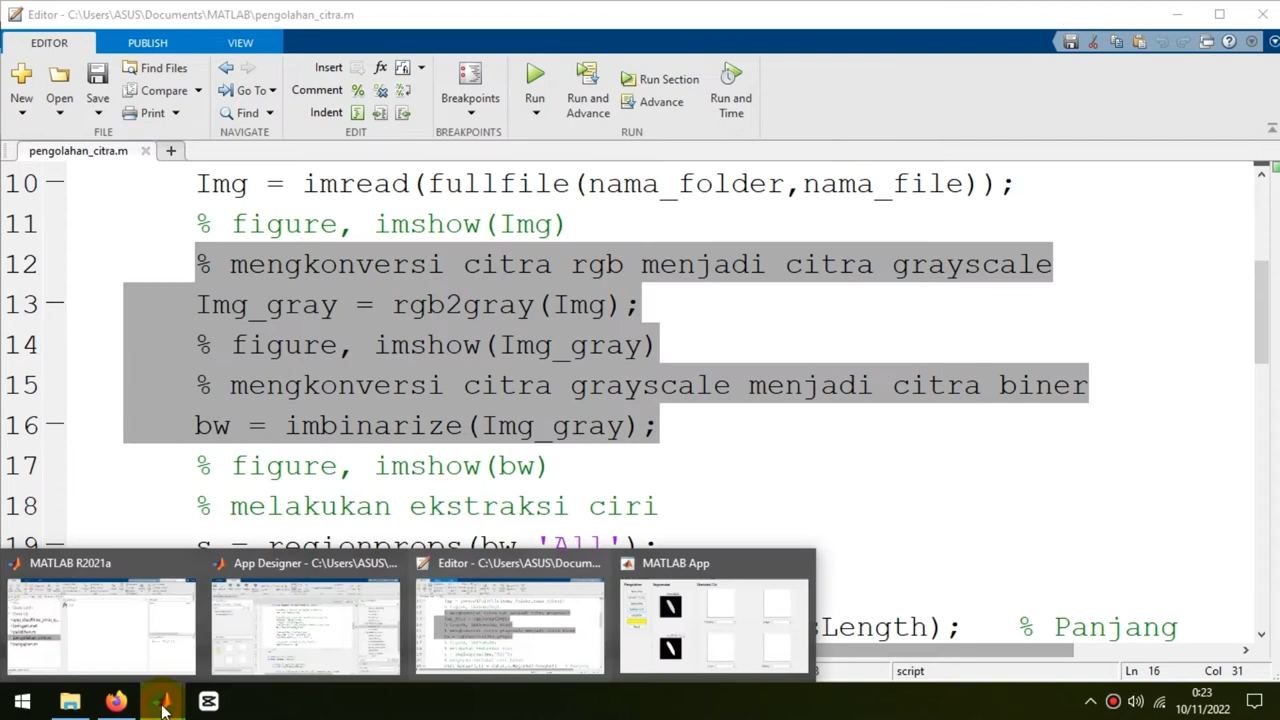 Editor - C:\Users\ASUS\Documents\MATLAB\pengolahan_citra.m
EDITOR
PUBLISH
VIEW
New
Open
Save
Find Files
Compare
Print
FILE
Go To
Find
NAVIGATE
Insert
Comment
Indent
EDIT
Breakpoints
BREAKPOINTS
Run
Run and Advance
Run Section
Advance
Run and Time
RUN
pengolahan_citra.m
10 Img = imread(fullfile(nama_folder,nama_file));
11 % figure, imshow(Img)
12 % mengkonversi citra rgb menjadi citra grayscale
13 Img_gray = rgb2gray(Img);
14 % figure, imshow(Img_gray)
15 % mengkonversi citra grayscale menjadi citra biner
16 bw = imbinarize(Img_gray);
17 % figure, imshow(bw)
18 % melakukan ekstraksi ciri
19 s = regionprops(bw,'All');
sLength); % Panjang
MATLAB R2021a
App Designer - C:\Users\ASUS\...
Editor - C:\Users\ASUS\Docum...
MATLAB App
script
Ln 16 Col 31
0:23
10/11/2022